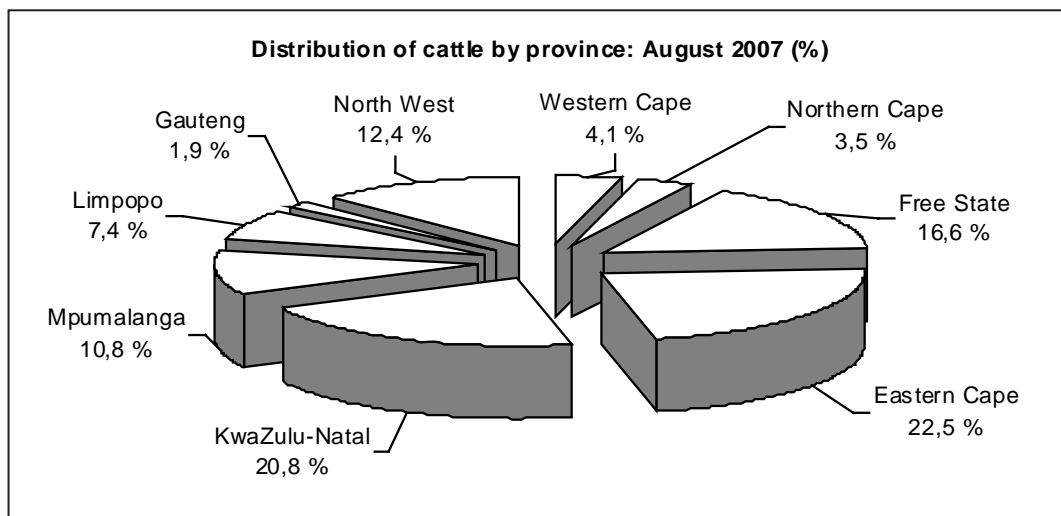 Distribution of cattle by province: August 2007 (%)
North West
12,4 %
Western Cape
4,1 %
Northern Cape
3,5 %
Gauteng
1,9 %
Limpopo
7,4 %
Free State
16,6 %
Mpumalanga
10,8 %
Eastern Cape
22,5 %
KwaZulu-Natal
20,8 %